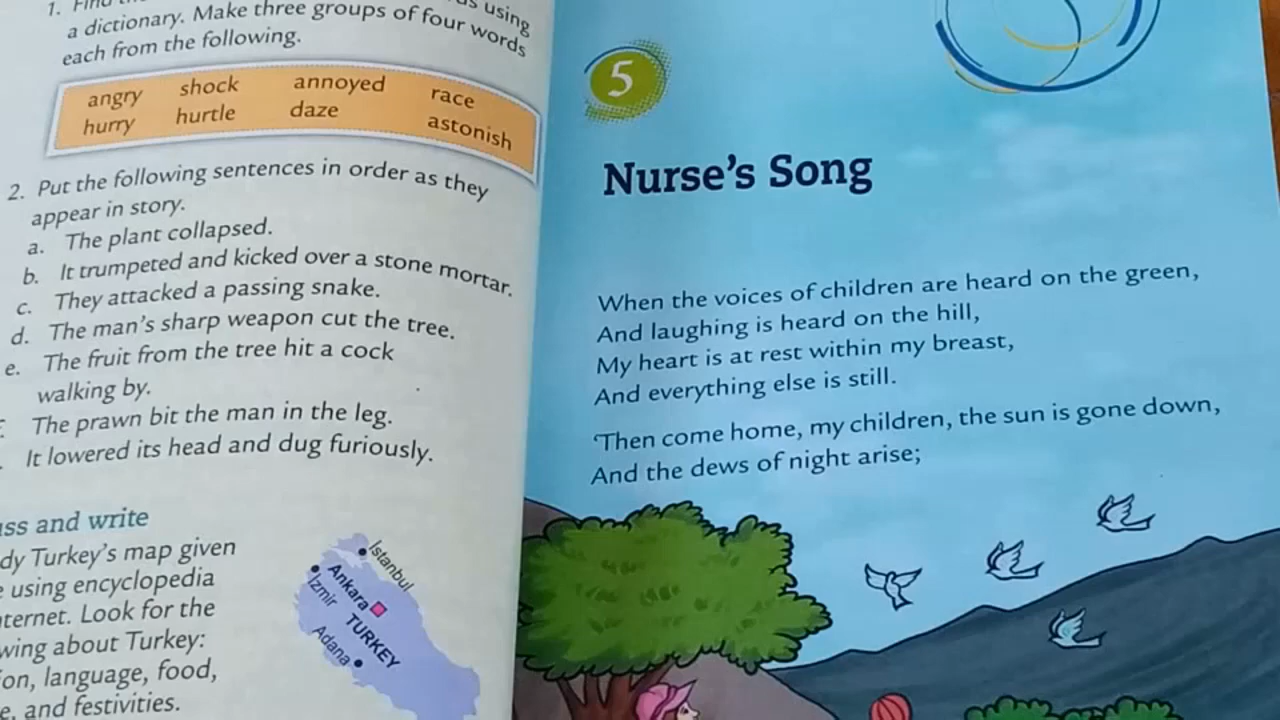 1. Find
using
a dictionary. Make three groups of four words
each from the following.
angry shock annoyed race
hurry hurtle daze astonish
2. Put the following sentences in order as they
appear in story.
a. The plant collapsed.
b. It trumpeted and kicked over a stone mortar.
c. They attacked a passing snake.
d. The man's sharp weapon cut the tree.
e. The fruit from the tree hit a cock
walking by.
The prawn bit the man in the leg.
It lowered its head and dug furiously.
and write
Turkey's map given
using encyclopedia
Look for the
about Turkey:
language, food,
and festivities.
Istanbul
Ankara
Izmir
TURKEY
Adana
5
Nurse's Song
When the voices of children are heard on the green,
And laughing is heard on the hill,
My heart is at rest within my breast,
And everything else is still.
'Then come home, my children, the sun is gone down,
And the dews of night arise;